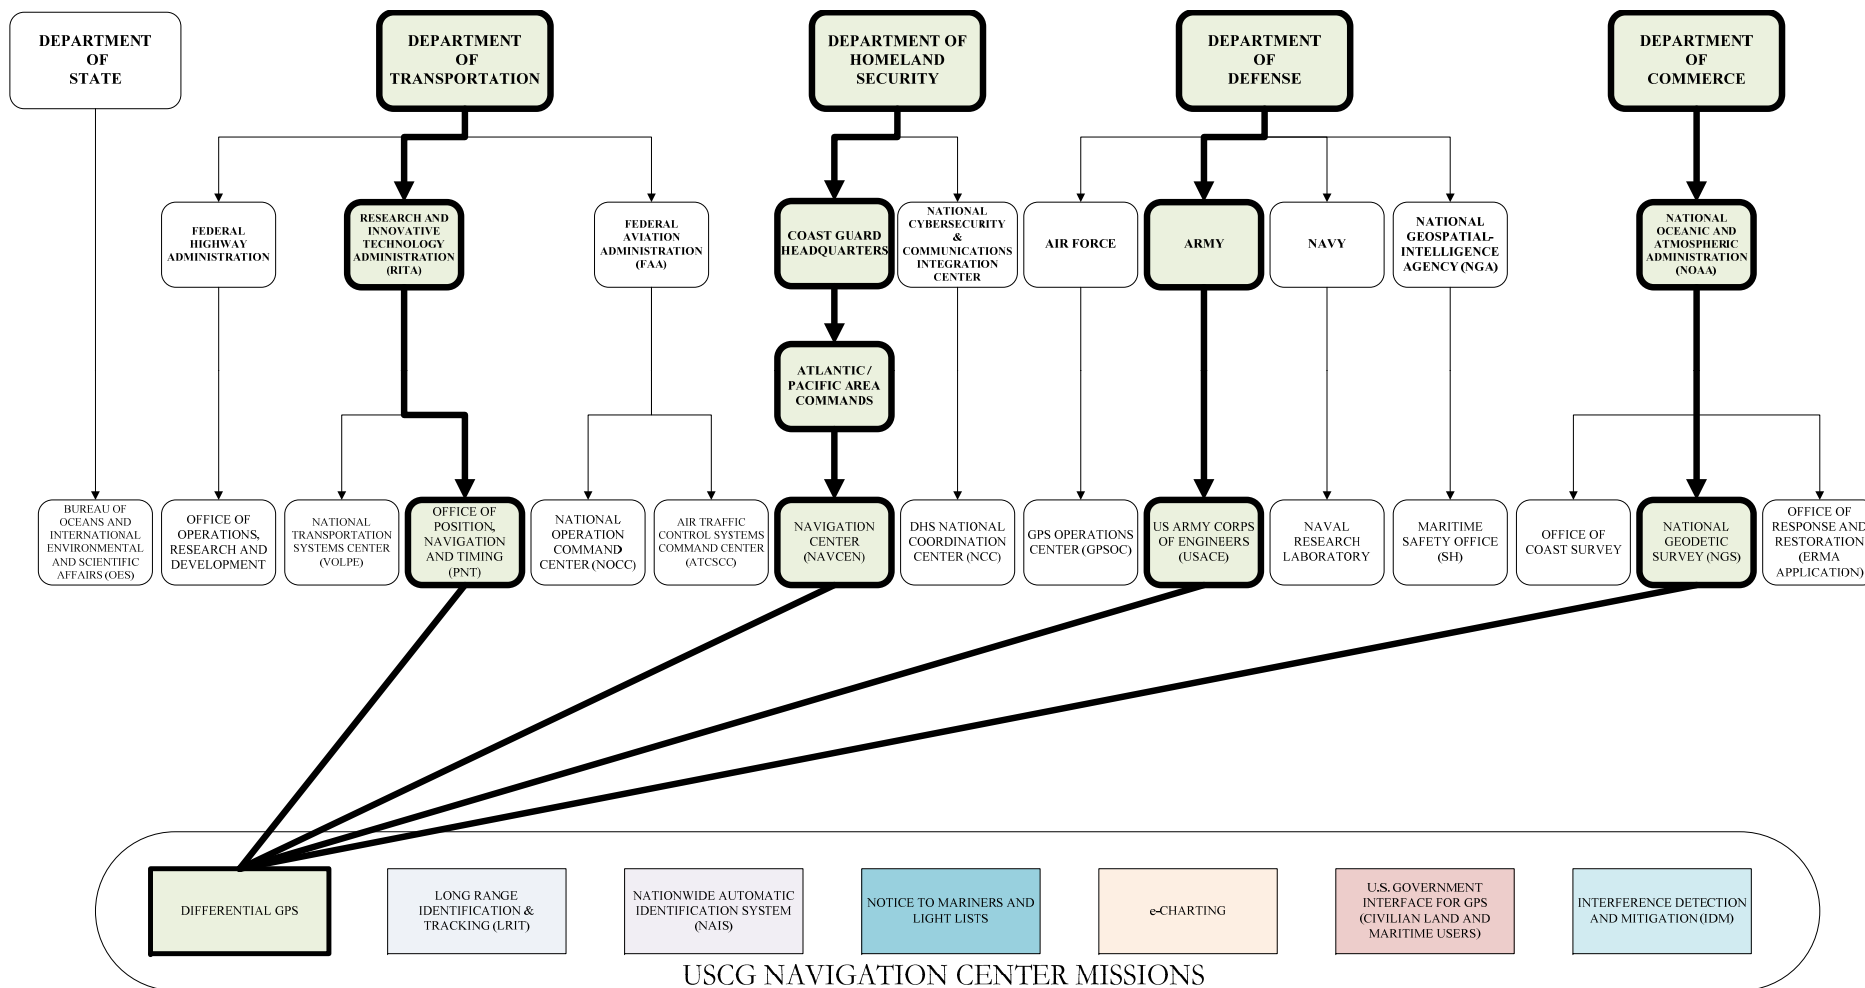 DEPARTMENT
OF
STATE
DEPARTMENT
OF
TRANSPORTATION
DEPARTMENT OF
HOMELAND
SECURITY
DEPARTMENT
OF
DEFENSE
DEPARTMENT
OF
COMMERCE
FEDERAL
HIGHWAY
ADMINISTRATION
RESEARCH AND
INNOVATIVE
TECHNOLOGY
ADMINISTRATION
(RITA)
FEDERAL
AVIATION
ADMINISTRATION
(FAA)
COAST GUARD
HEADQUARTERS
NATIONAL
CYBERSECURITY
&
COMMUNICATIONS
INTEGRATION
CENTER
AIR FORCE
ARMY
NAVY
NATIONAL
GEOSPATIAL-
INTELLIGENCE
AGENCY (NGA)
NATIONAL
OCEANIC AND
ATMOSPHERIC
ADMINISTRATION
(NOAA)
ATLANTIC /
PACIFIC AREA
COMMANDS
BUREAU OF
OCEANS AND
INTERNATIONAL
ENVIRONMENTAL
AND SCIENTIFIC
AFFAIRS (OES)
OFFICE OF
OPERATIONS,
RESEARCH AND
DEVELOPMENT
NATIONAL
TRANSPORTATION
SYSTEMS CENTER
(VOLPE)
OFFICE OF
POSITION,
NAVIGATION
AND TIMING
(PNT)
NATIONAL
OPERATION
COMMAND
CENTER (NOCC)
AIR TRAFFIC
CONTROL SYSTEMS
COMMAND CENTER
(ATCSCC)
NAVIGATION
CENTER
(NAVCEN)
DHS NATIONAL
COORDINATION
CENTER (NCC)
GPS OPERATIONS
CENTER (GPSOC)
US ARMY CORPS
OF ENGINEERS
(USACE)
NAVAL
RESEARCH
LABORATORY
MARITIME
SAFETY OFFICE
(SH)
OFFICE OF
COAST SURVEY
NATIONAL
GEODETIC
SURVEY (NGS)
OFFICE OF
RESPONSE AND
RESTORATION
(ERMA
APPLICATION)
DIFFERENTIAL GPS
LONG RANGE
IDENTIFICATION &
TRACKING (LRIT)
NATIONWIDE AUTOMATIC
IDENTIFICATION SYSTEM
(NAIS)
NOTICE TO MARINERS AND
LIGHT LISTS
e-CHARTING
U.S. GOVERNMENT
INTERFACE FOR GPS
(CIVILIAN LAND AND
MARITIME USERS)
INTERFERENCE DETECTION
AND MITIGATION (IDM)
USCG NAVIGATION CENTER MISSIONS